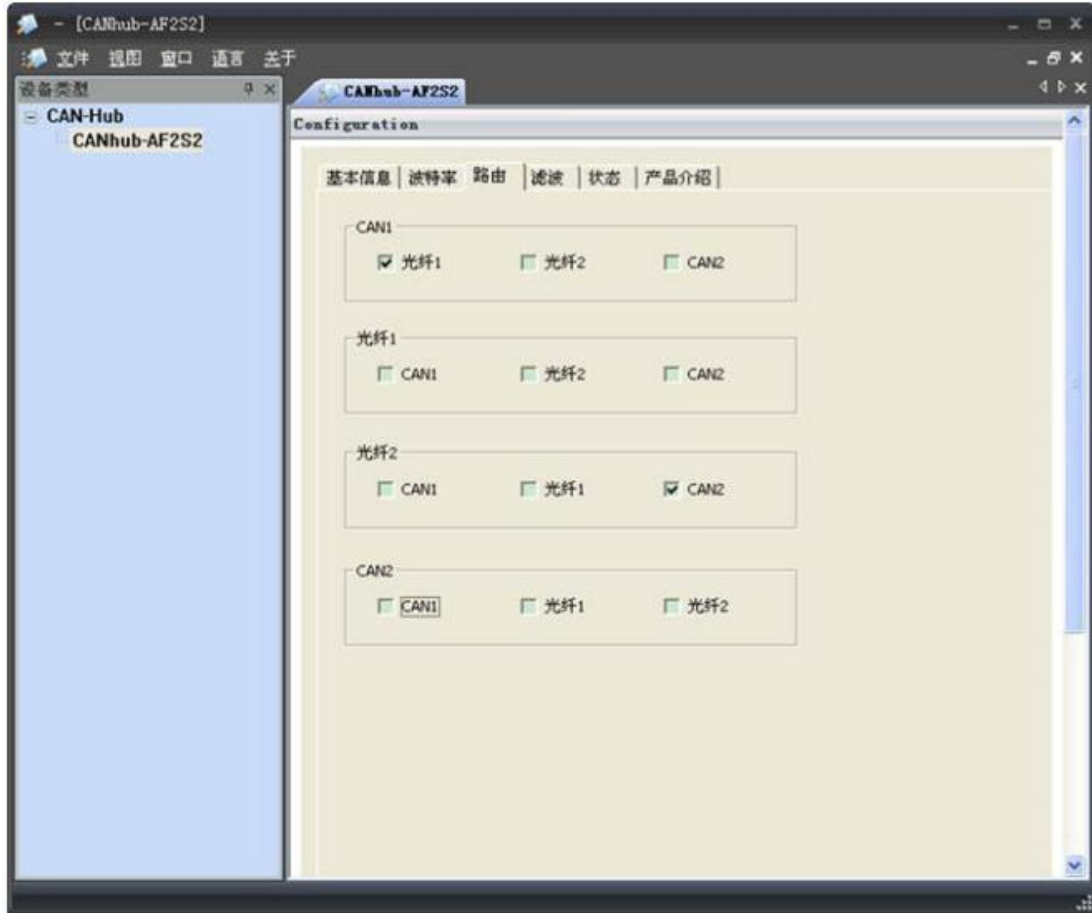 - [CANhub-AF2S2]
文件 视图 窗口 语言 关于
设备类型
CANhub-AF2S2
CAN-Hub
CANhub-AF2S2
Configuration
基本信息 波特率 路由 滤波 状态 产品介绍
CAN1
光纤1 光纤2 CAN2
光纤1
CAN1 光纤2 CAN2
光纤2
CAN1 光纤1 CAN2
CAN2
CAN1 光纤1 光纤2